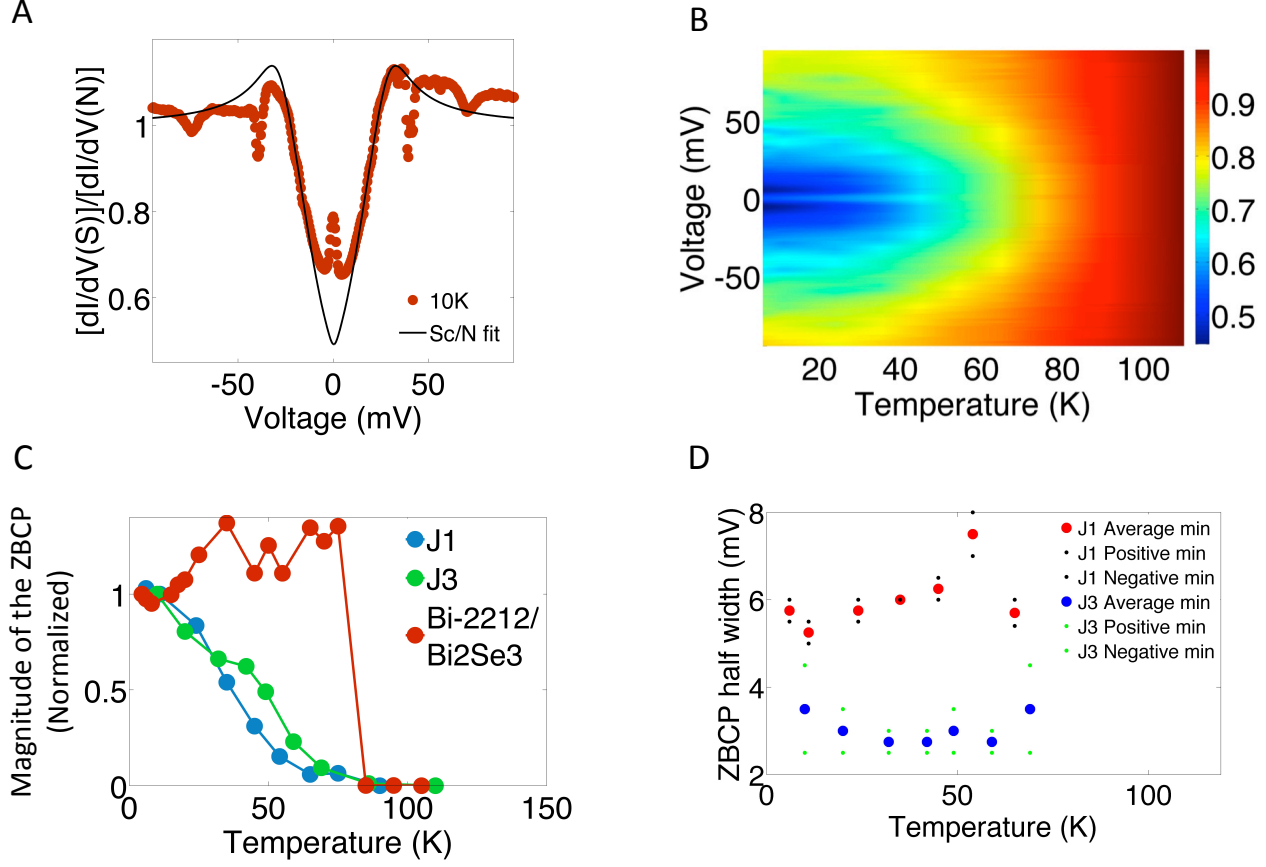 A
[dI/dV(S)]/[dI/dV(N)]
1
0.8
0.6
10K
Sc/N fit
-50
0
50
Voltage (mV)
B
Voltage (mV)
50
0
-50
20
40
60
80
100
Temperature (K)
0.9
0.8
0.7
0.6
0.5
C
Magnitude of the ZBCP
(Normalized)
1
0.5
0
J1
J3
Bi-2212/
Bi2Se3
0
50
100
150
Temperature (K)
D
ZBCP half width (mV)
8
6
4
2
J1 Average min
J1 Positive min
J1 Negative min
J3 Average min
J3 Positive min
J3 Negative min
0
50
100
Temperature (K)